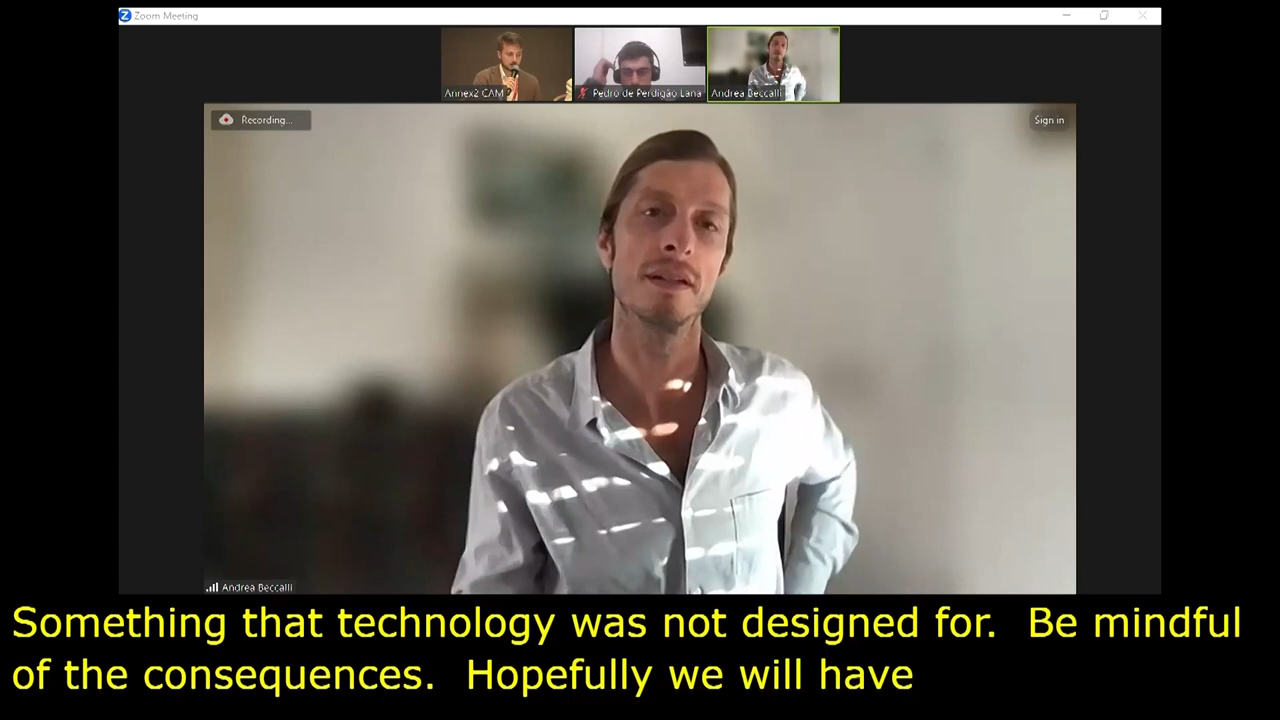 Zoom Meeting
Annex2 CAM
Pedro de Perdigão Lana
Andrea Beccalli
Recording...
Sign in
Andrea Beccalli
Something that technology was not designed for.  Be mindful
of the consequences.  Hopefully we will have